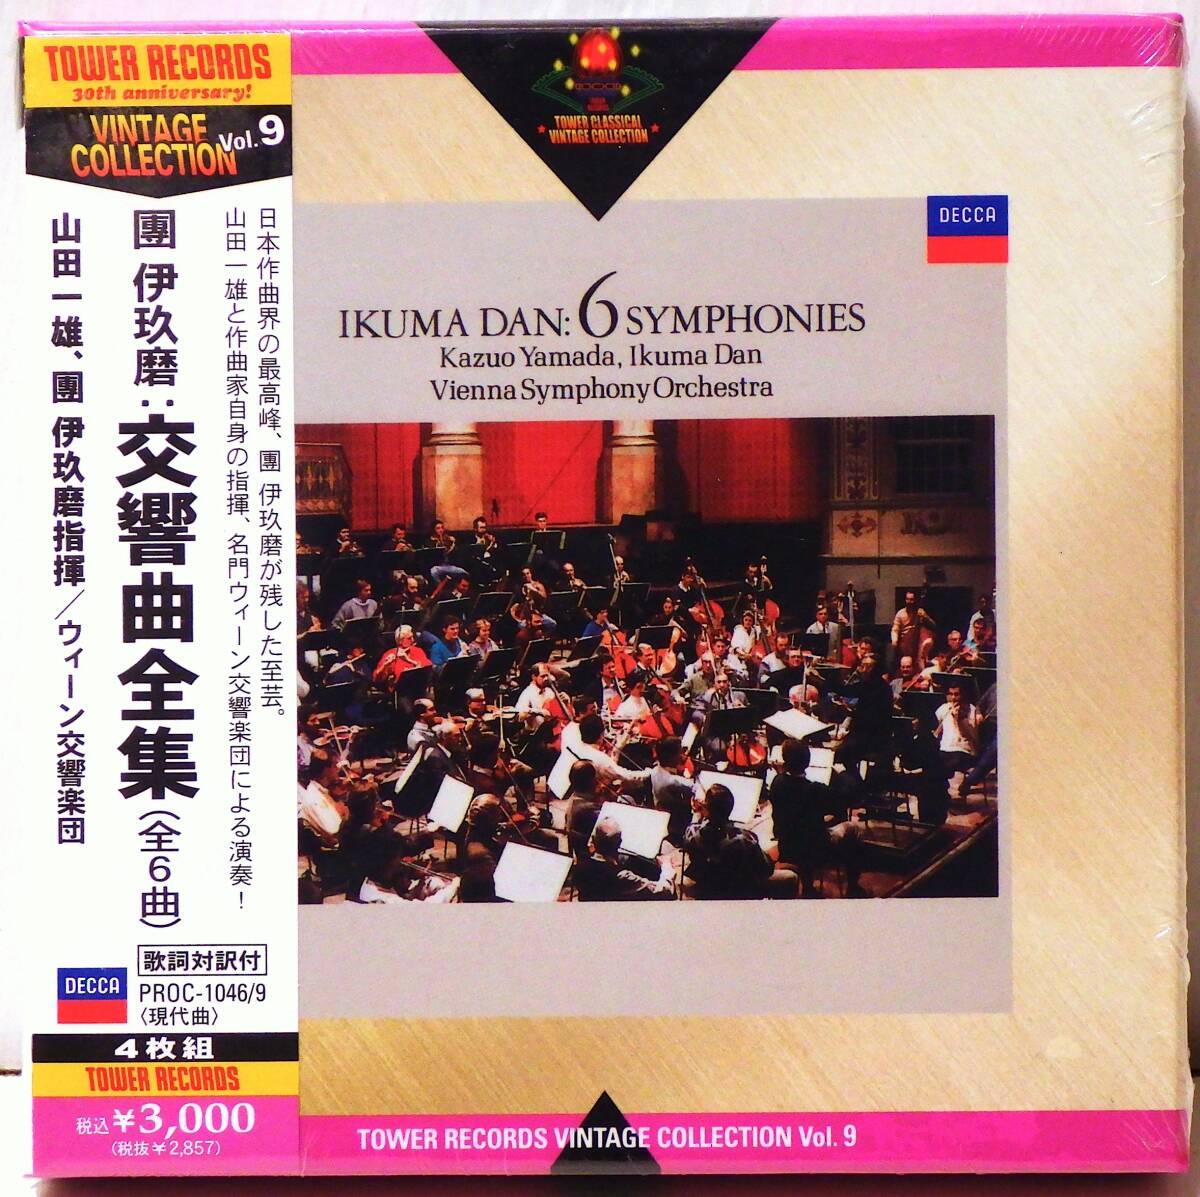 TOWER RECORDS
30th anniversary!
VINTAGE
COLLECTION Vol.9
日本作曲界の最高峰、團 伊玖磨が残した至芸。
山田一雄と作曲家自身の指揮、名門ウィーン交響楽団による演奏！
團 伊玖磨:交響曲全集(全6曲)
山田一雄、團 伊玖磨指揮／ウィーン交響楽団
歌詞対訳付
DECCA
PROC-1046/9
〈現代曲〉
4枚組
TOWER RECORDS
税込¥3,000
(税抜¥2,857)
TOWER CLASSICAL
VINTAGE COLLECTION
DECCA
IKUMA DAN: 6 SYMPHONIES
Kazuo Yamada, Ikuma Dan
Vienna Symphony Orchestra
TOWER RECORDS VINTAGE COLLECTION Vol. 9